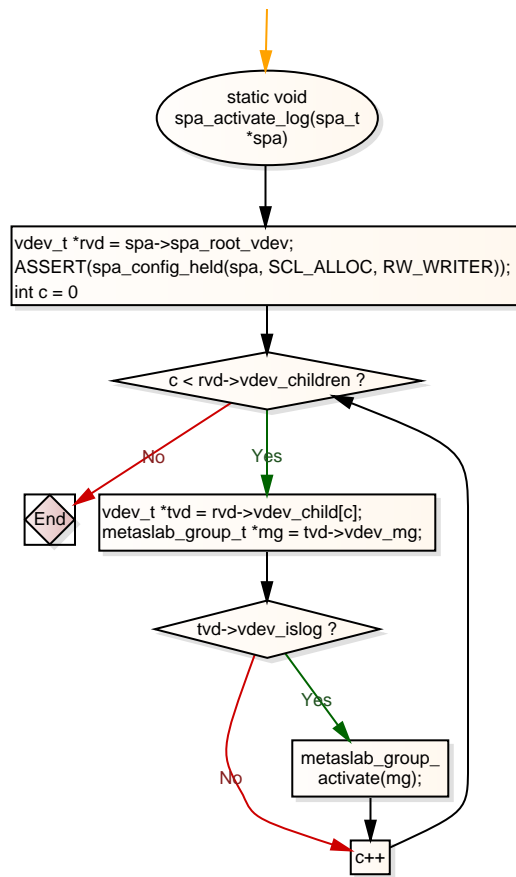 static void
spa_activate_log(spa_t
*spa)
vdev_t *rvd = spa->spa_root_vdev;
ASSERT(spa_config_held(spa, SCL_ALLOC, RW_WRITER));
int c = 0
c < rvd->vdev_children ?
No
Yes
End
vdev_t *tvd = rvd->vdev_child[c];
metaslab_group_t *mg = tvd->vdev_mg;
tvd->vdev_islog ?
Yes
metaslab_group_
activate(mg);
No
c++